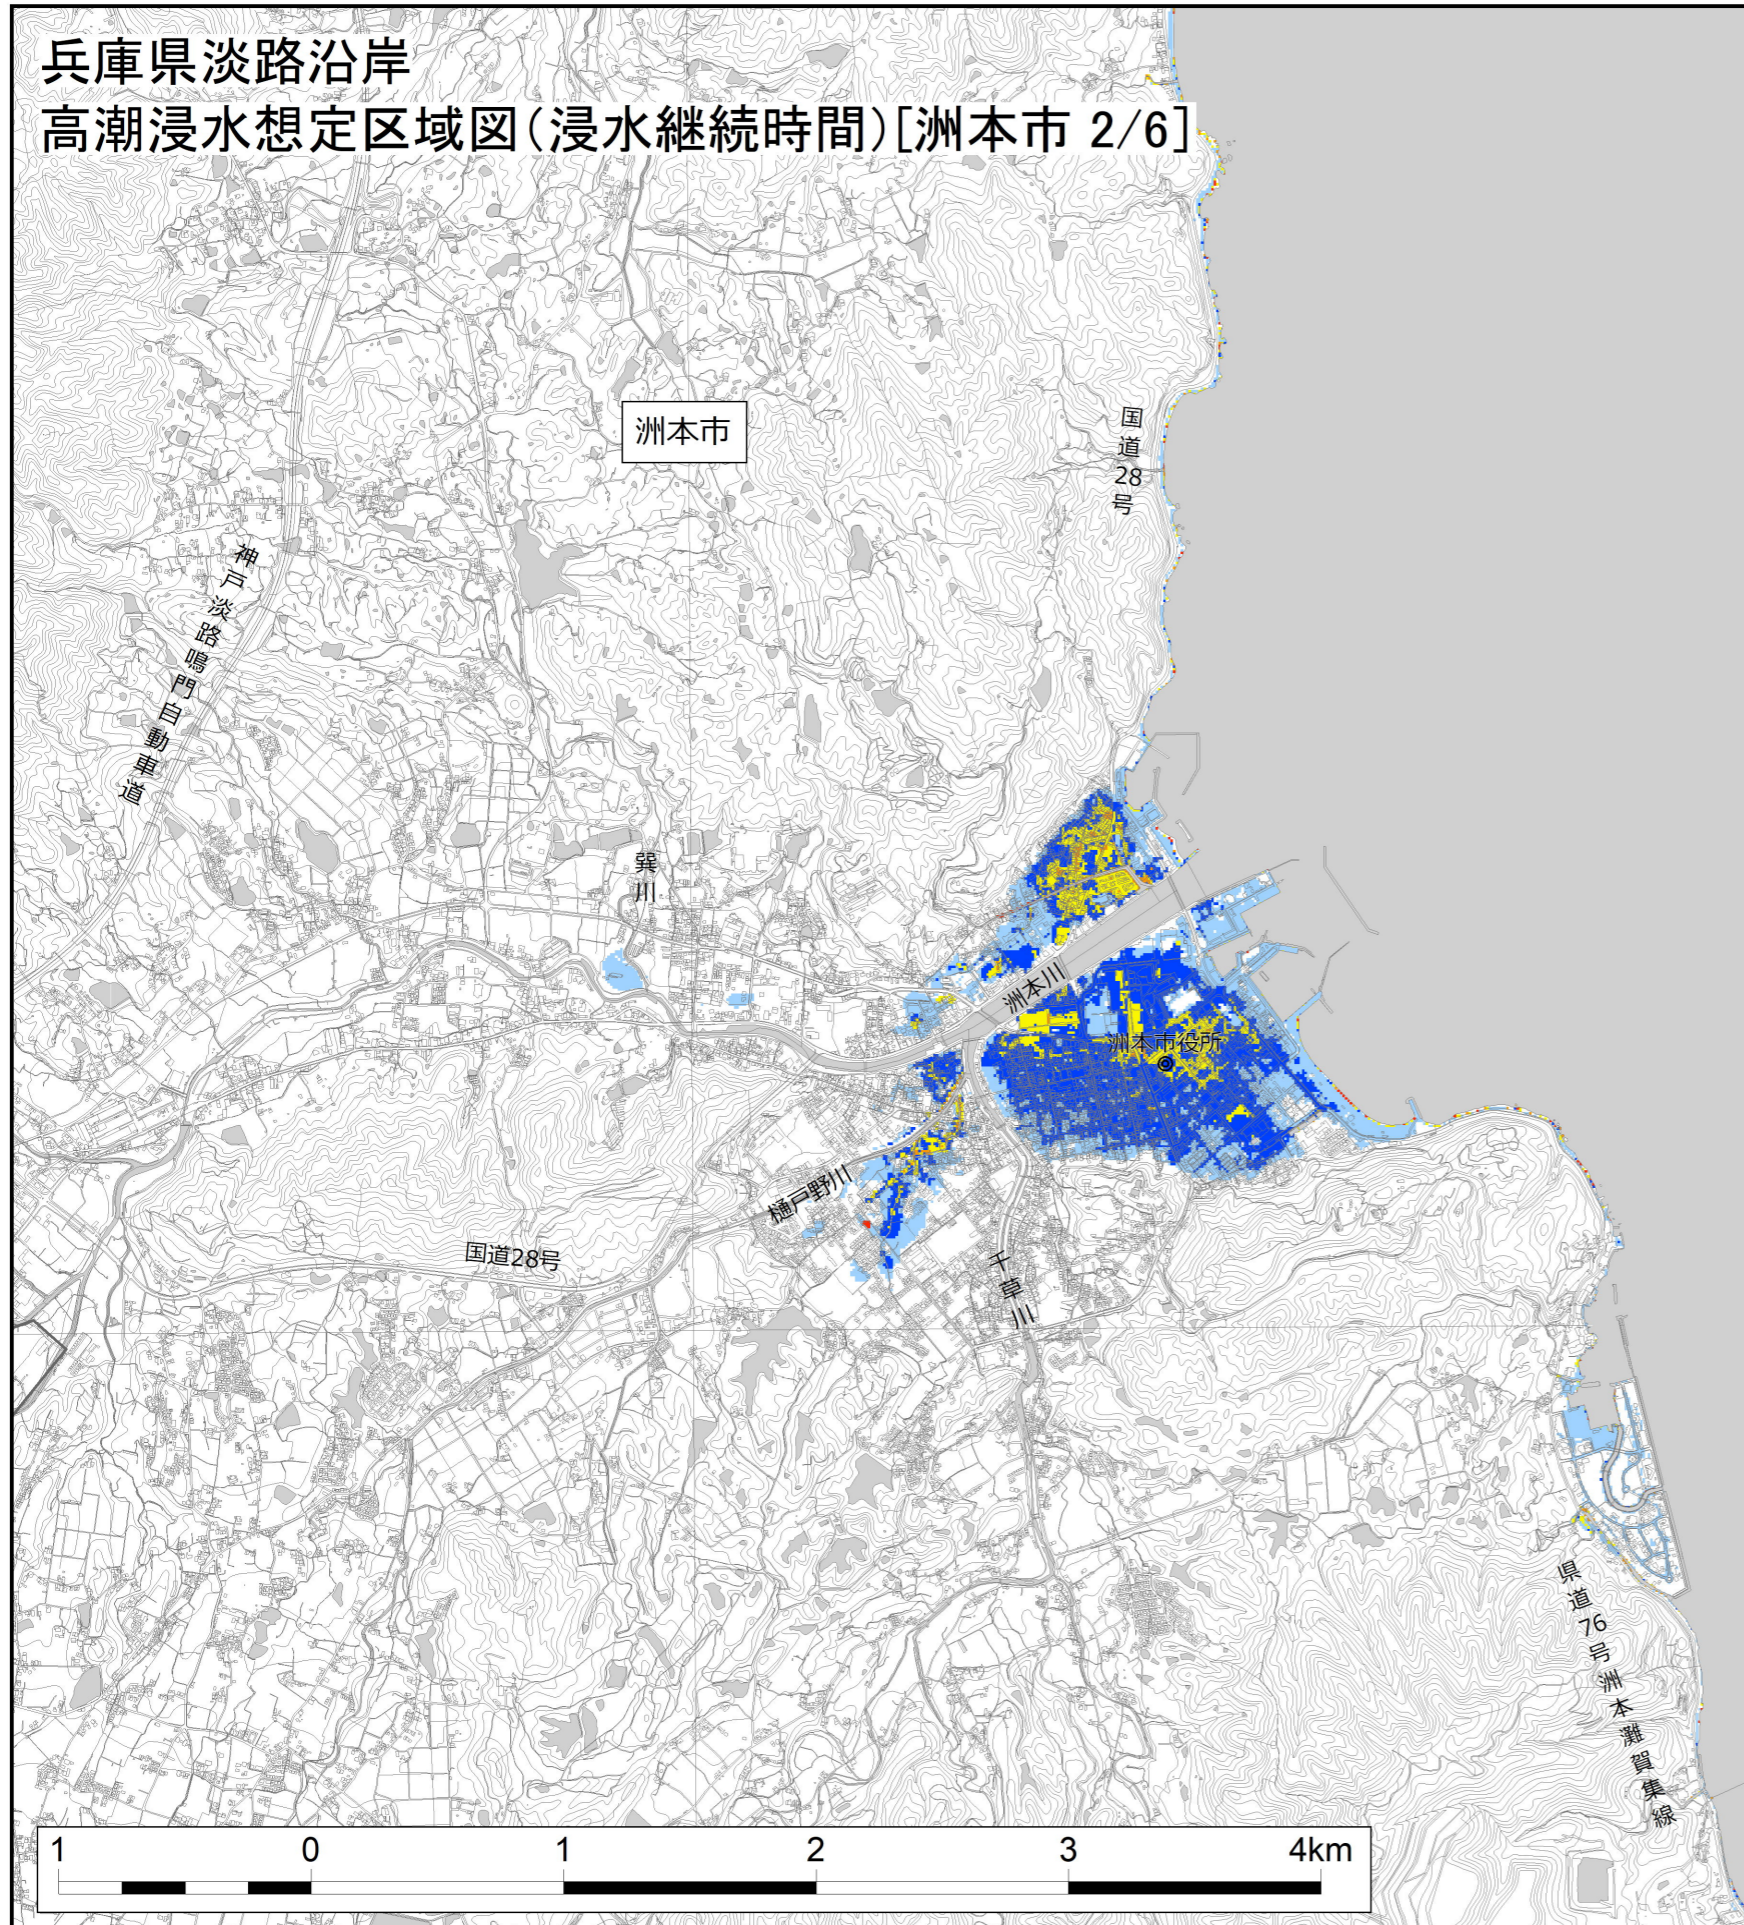 兵庫県淡路沿岸
高潮浸水想定区域図(浸水継続時間)[洲本市 2/6]
洲本市
国道28号
神戸淡路鳴門自動車道
巽川
洲本川
洲本市役所
樋戸野川
国道28号
千草川
県道76号洲本灘賀集線
1 0 1 2 3 4km